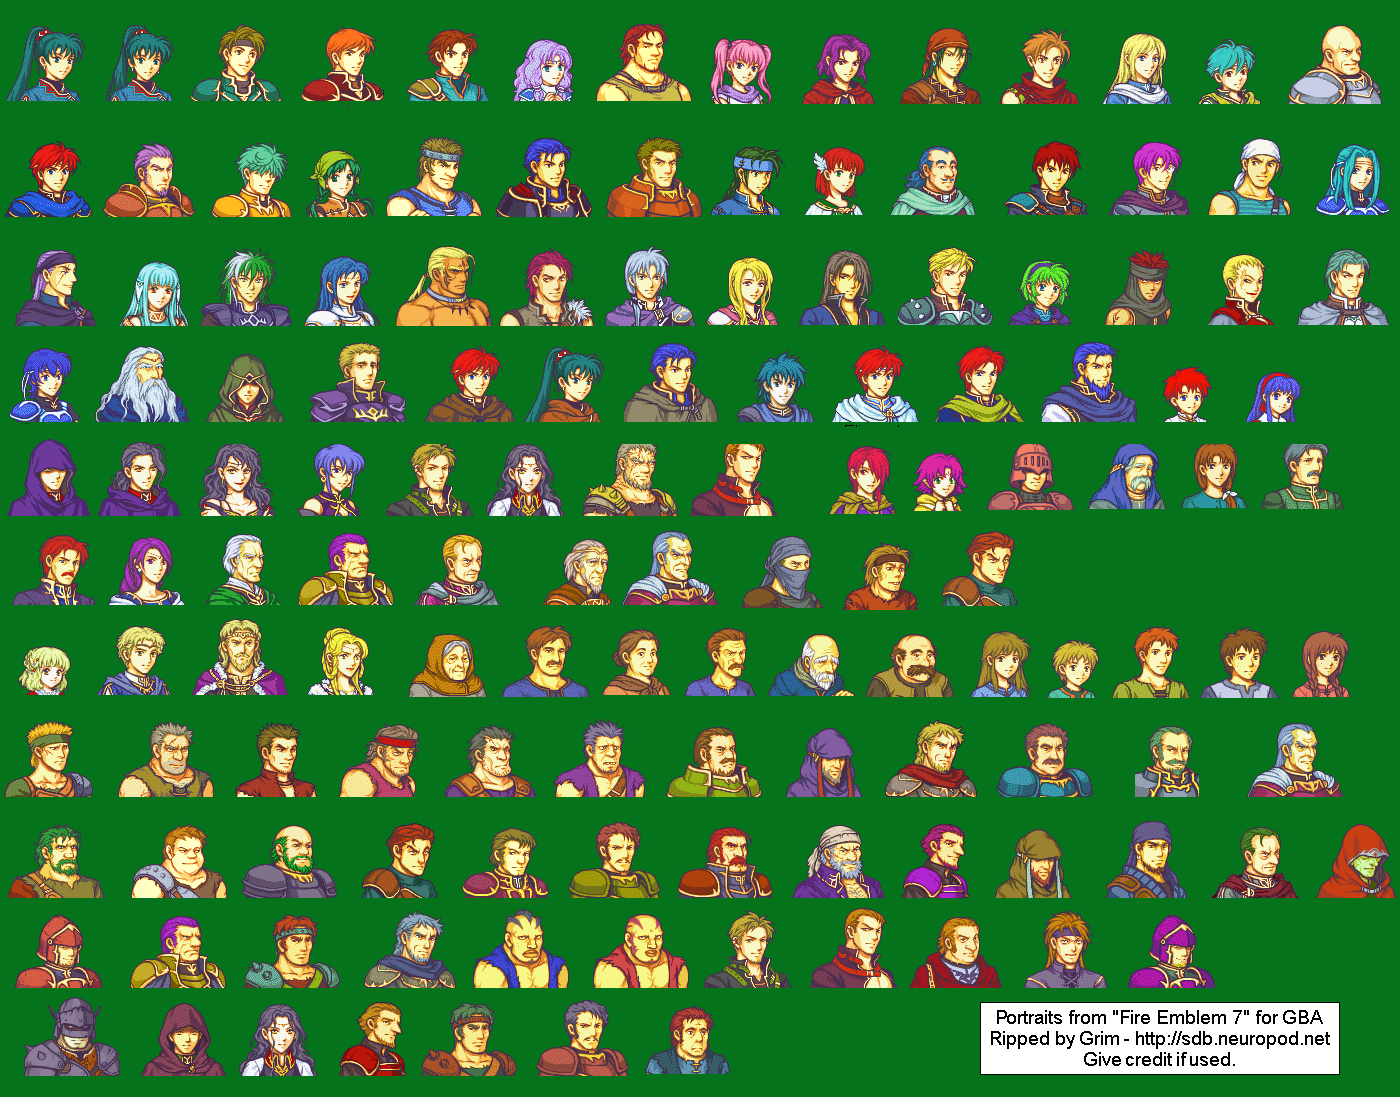 Portraits from "Fire Emblem 7" for GBA
Ripped by Grim - http://sdb.neuropod.net
Give credit if used.